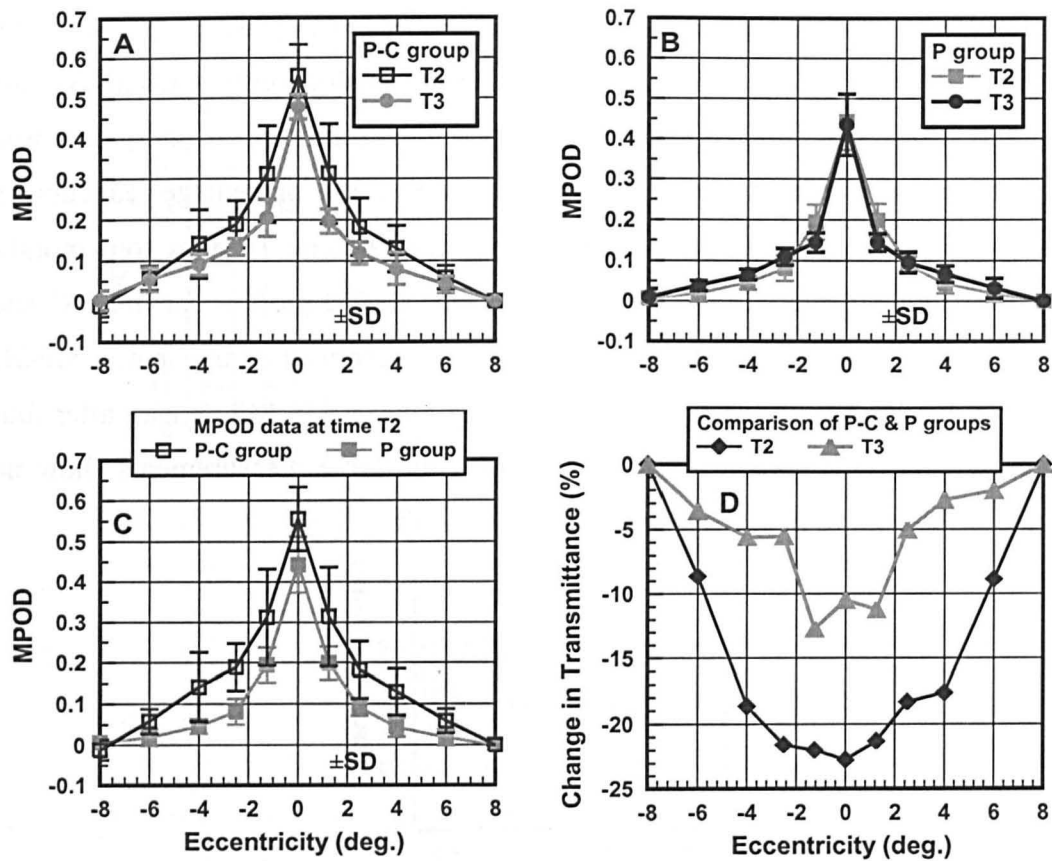 A
P-C group
T2
T3
MPOD
0.7
0.6
0.5
0.4
0.3
0.2
0.1
0
-0.1
±SD
-8 -6 -4 -2 0 2 4 6 8
B
P group
T2
T3
MPOD
0.7
0.6
0.5
0.4
0.3
0.2
0.1
0
-0.1
±SD
-8 -6 -4 -2 0 2 4 6 8
MPOD data at time T2
P-C group P group
C
MPOD
0.7
0.6
0.5
0.4
0.3
0.2
0.1
0
-0.1
±SD
-8 -6 -4 -2 0 2 4 6 8
Eccentricity (deg.)
Comparison of P-C & P groups
T2 T3
D
Change in Transmittance (%)
0
-5
-10
-15
-20
-25
-8 -6 -4 -2 0 2 4 6 8
Eccentricity (deg.)